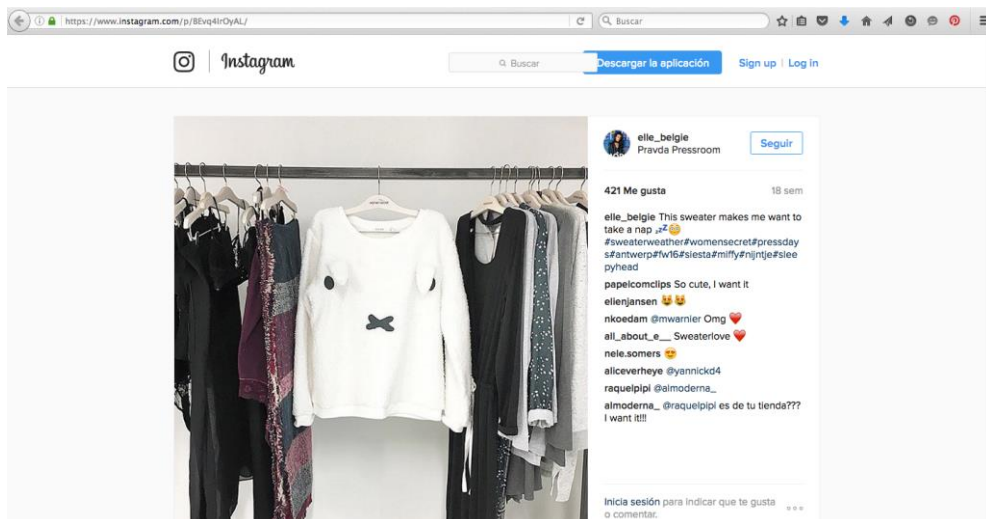 https://www.instagram.com/p/8Evq4lrOyAL/
Buscar
Instagram
Buscar
Descargar la aplicación
Sign up | Log in
elle_belgie
Pravda Pressroom
Seguir
421 Me gusta
18 sem
elle_belgie This sweater makes me want to
take a nap 💤😊
#sweaterweather#womensecret#pressday
s#antwerp#fw16#siesta#miffy#nijntje#slee
pyhead
papelcomclips So cute, I want it
elienjansen 😻😻
nkoedam @mwarnier Omg ❤️
all_about_e__ Sweaterlove ❤️
nele.somers 😍
aliceverheye @yannickd4
raquelpipi @almoderna_
almoderna_ @raquelpipi es de tu tienda???
I want it!!!
Inicia sesión para indicar que te gusta
o comentar.